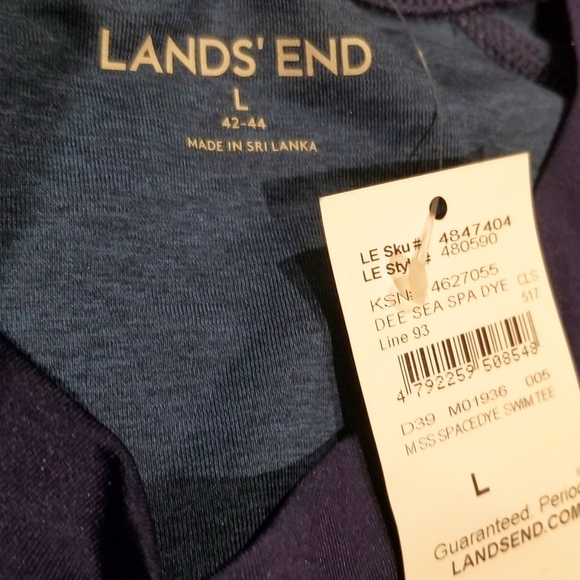 LANDS' END
L
42-44
MADE IN SRI LANKA
LE Sku# 4847404
LE Style# 480590
KSN# 4627055
DEE SEA SPA DYE CLS
Line 93 517
4 792259 508548
D39 M01936 005
M SS SPACEDYE SWIM TEE
L
Guaranteed. Period.
LANDSEND.COM